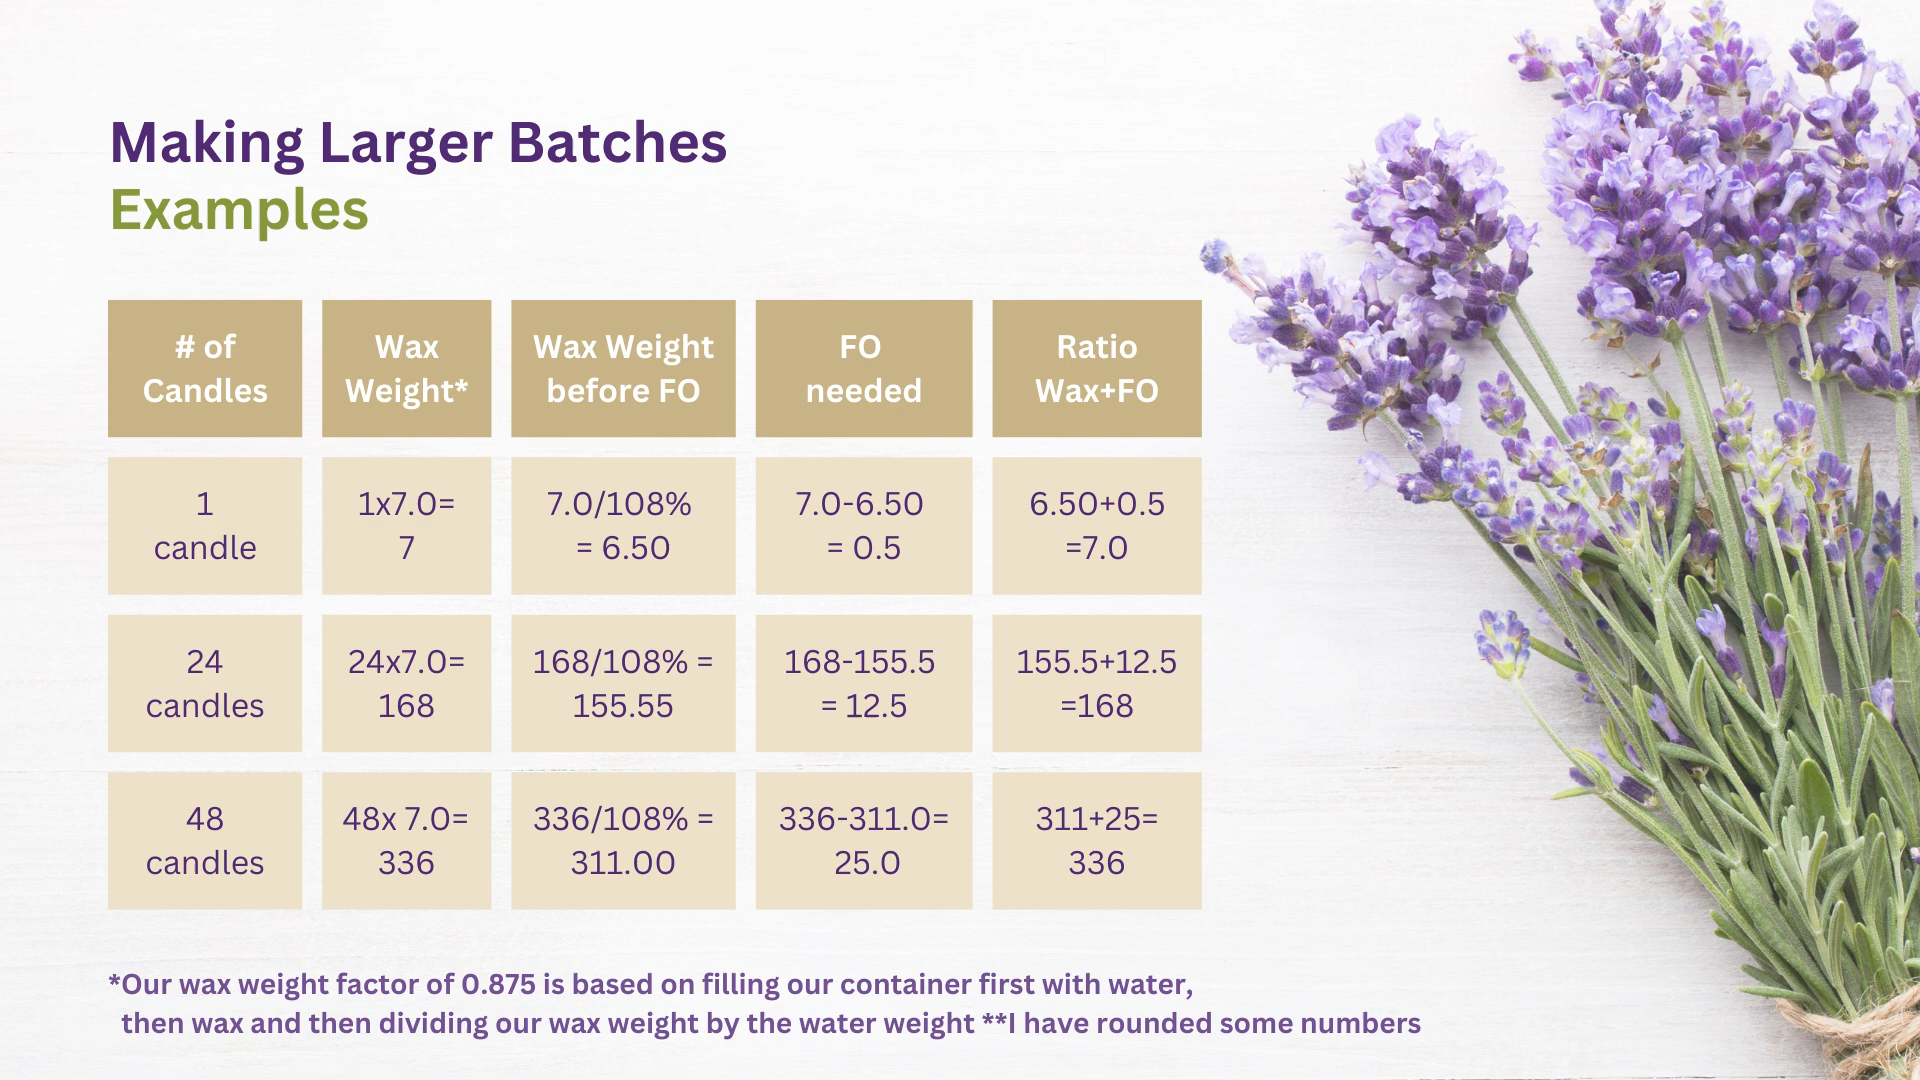 Making Larger Batches
Examples
# of
Candles
Wax
Weight*
Wax Weight
before FO
FO
needed
Ratio
Wax+FO
1
candle
1x7.0=
7
7.0/108%
= 6.50
7.0-6.50
= 0.5
6.50+0.5
=7.0
24
candles
24x7.0=
168
168/108% =
155.55
168-155.5
= 12.5
155.5+12.5
=168
48
candles
48x 7.0=
336
336/108% =
311.00
336-311.0=
25.0
311+25=
336
*Our wax weight factor of 0.875 is based on filling our container first with water,
then wax and then dividing our wax weight by the water weight **I have rounded some numbers